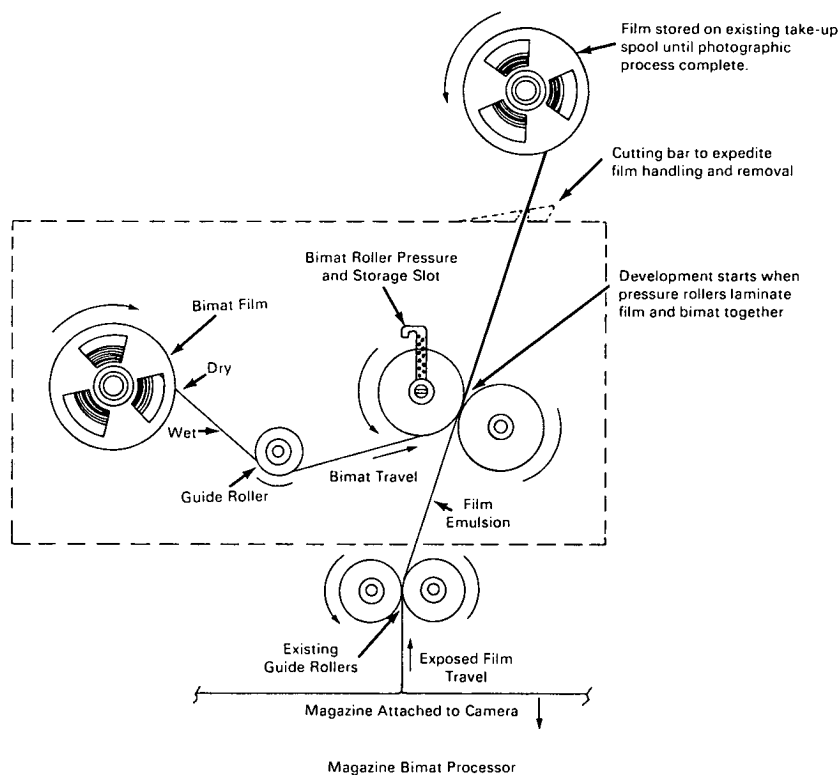 Film stored on existing take-up
spool until photographic
process complete.
Cutting bar to expedite
film handling and removal
Bimat Roller Pressure
and Storage Slot
Development starts when
pressure rollers laminate
film and bimat together
Bimat Film
Dry
Wet
Guide Roller
Bimat Travel
Film
Emulsion
Existing
Guide Rollers
Exposed Film
Travel
Magazine Attached to Camera
Magazine Bimat Processor